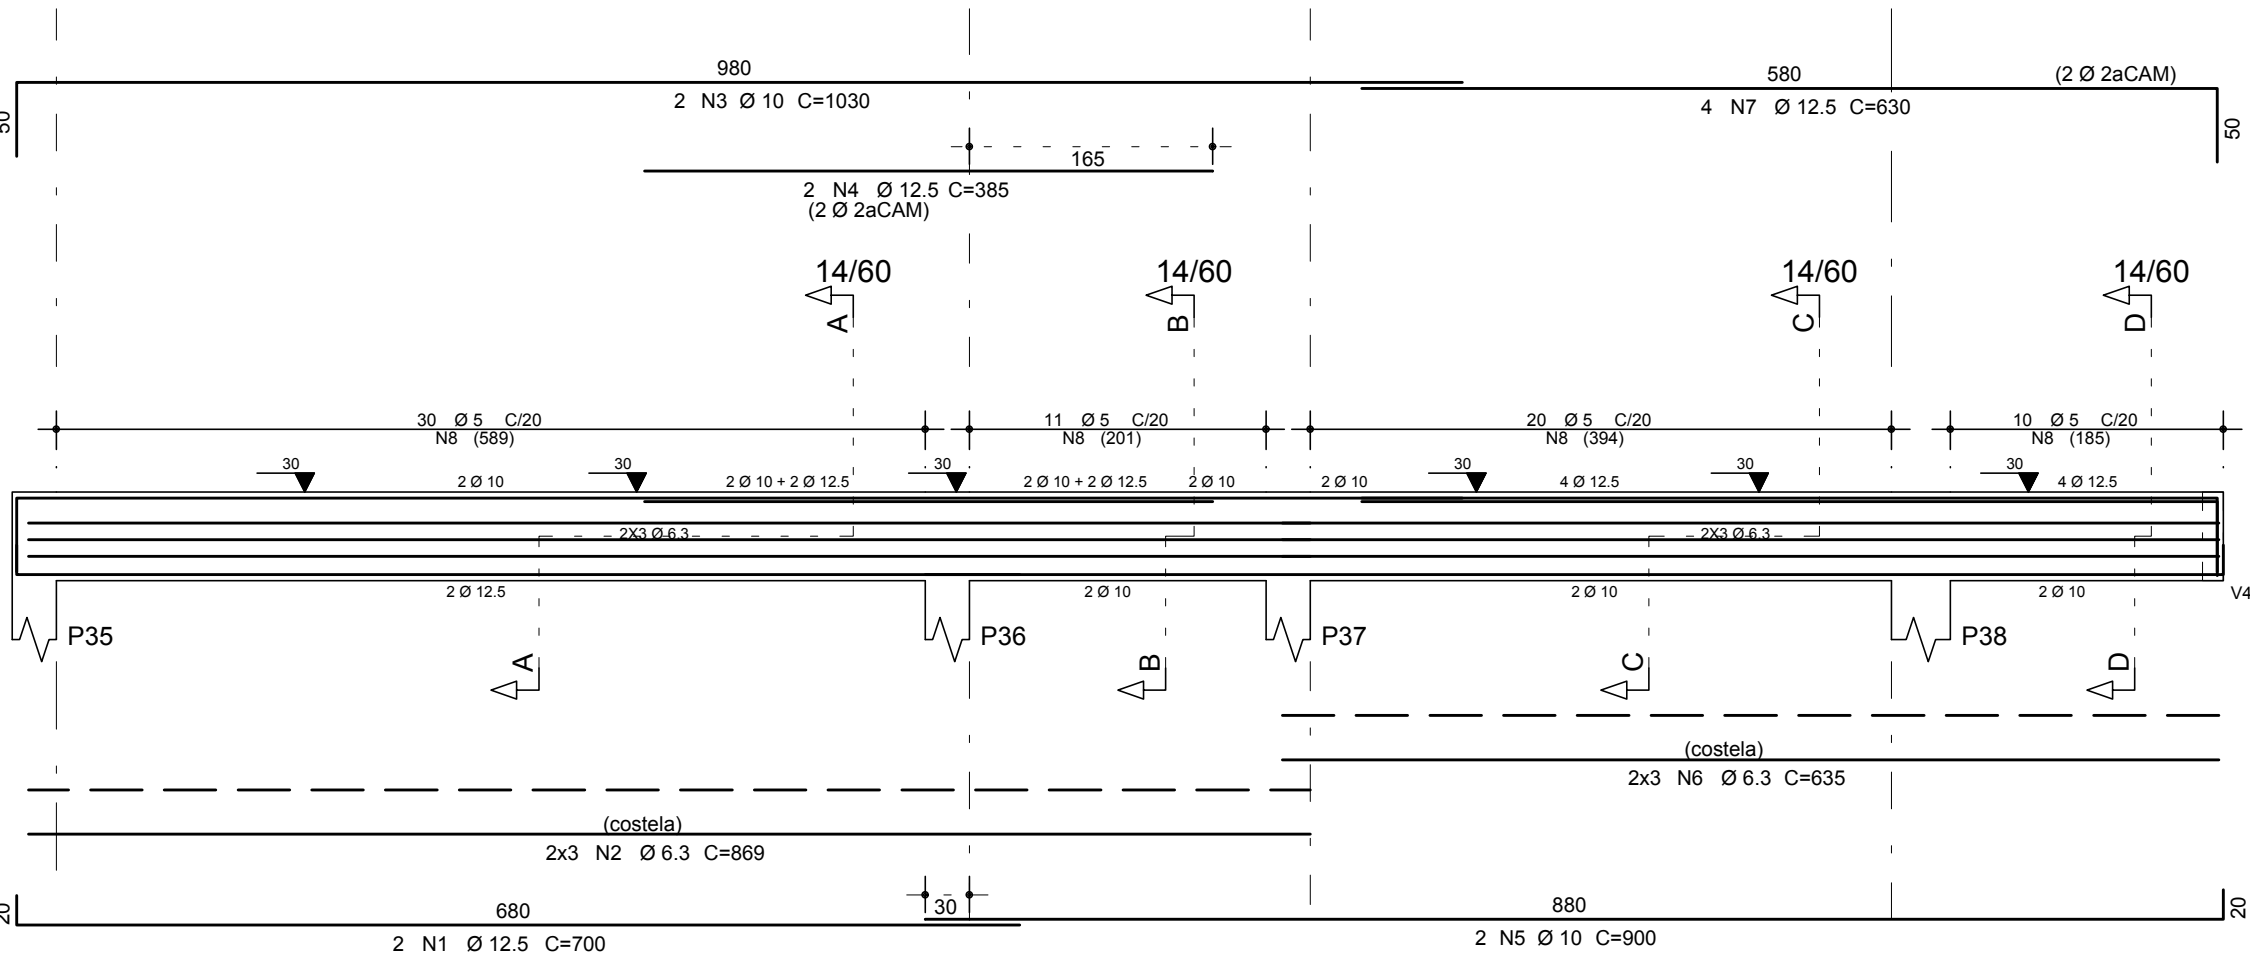 980
580 (2 Ø 2aCAM)
2 N3 Ø 10 C=1030
4 N7 Ø 12.5 C=630
50
50
165
2 N4 Ø 12.5 C=385
(2 Ø 2aCAM)
14/60 14/60 14/60 14/60
A B C D
30 Ø 5 C/20 11 Ø 5 C/20 20 Ø 5 C/20 10 Ø 5 C/20
N8 (589) N8 (201) N8 (394) N8 (185)
30 30 30 30 30 30
2 Ø 10 2 Ø 10 + 2 Ø 12.5 2 Ø 10 + 2 Ø 12.5 2 Ø 10 2 Ø 10 4 Ø 12.5 4 Ø 12.5
2X3 Ø 6.3 2X3 Ø 6.3
2 Ø 12.5 2 Ø 10 2 Ø 10 2 Ø 10 V4
P35 P36 P37 P38
A B C D
(costela)
2x3 N6 Ø 6.3 C=635
(costela)
2x3 N2 Ø 6.3 C=869
20 680 30 880 20
2 N1 Ø 12.5 C=700
2 N5 Ø 10 C=900